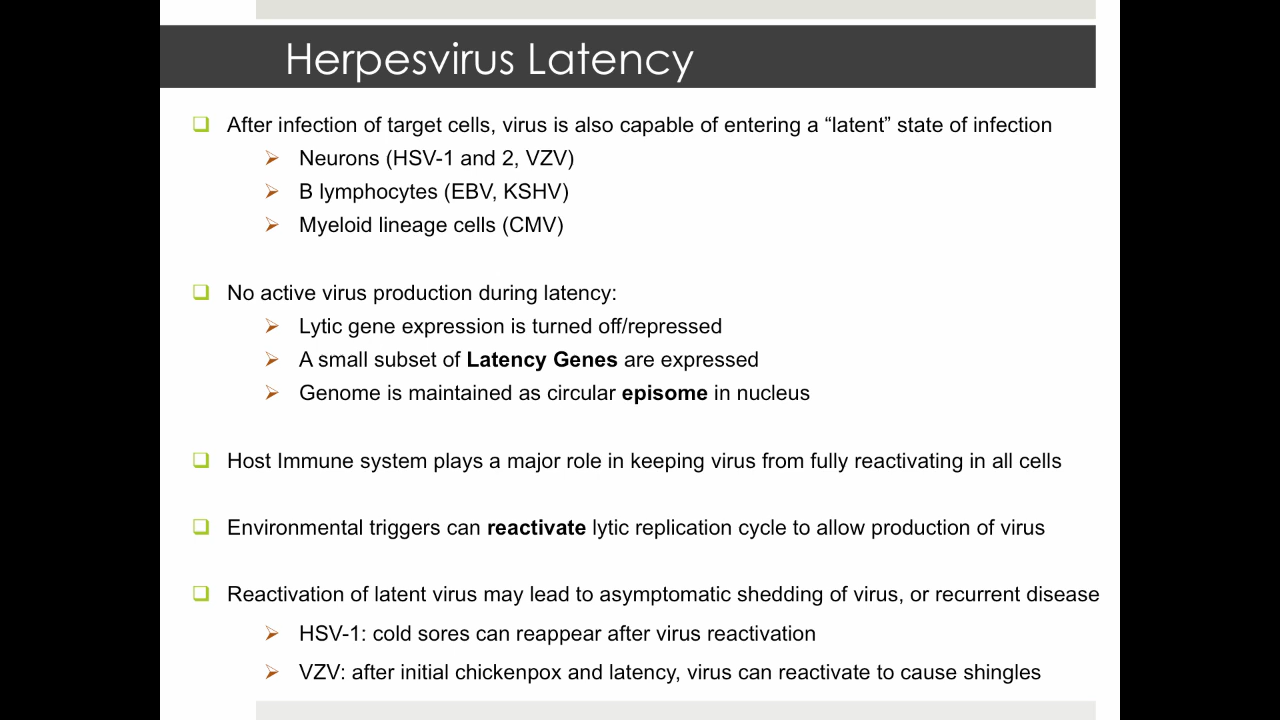 Herpesvirus Latency
After infection of target cells, virus is also capable of entering a “latent” state of infection
Neurons (HSV-1 and 2, VZV)
B lymphocytes (EBV, KSHV)
Myeloid lineage cells (CMV)
No active virus production during latency:
Lytic gene expression is turned off/repressed
A small subset of Latency Genes are expressed
Genome is maintained as circular episome in nucleus
Host Immune system plays a major role in keeping virus from fully reactivating in all cells
Environmental triggers can reactivate lytic replication cycle to allow production of virus
Reactivation of latent virus may lead to asymptomatic shedding of virus, or recurrent disease
HSV-1: cold sores can reappear after virus reactivation
VZV: after initial chickenpox and latency, virus can reactivate to cause shingles